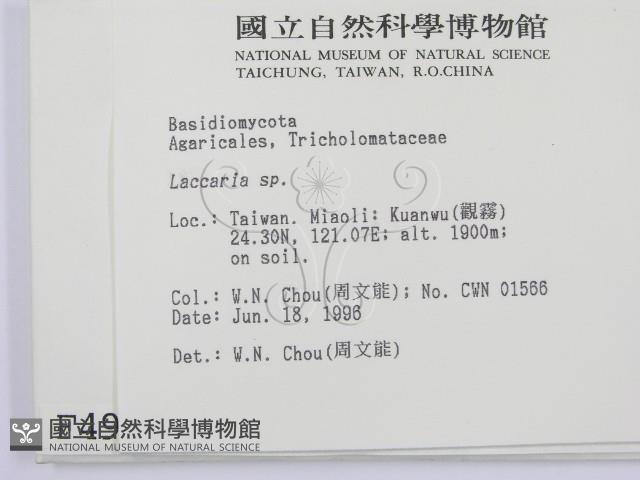 國立自然科學博物館
NATIONAL MUSEUM OF NATURAL SCIENCE
TAICHUNG, TAIWAN, R.O.CHINA
Basidiomycota
Agaricales, Tricholomataceae
Laccaria sp.
Loc.: Taiwan. Miaoli: Kuanwu(觀霧)
24.30N, 121.07E; alt. 1900m;
on soil.
Col.: W.N. Chou(周文能); No. CWN 01566
Date: Jun. 18, 1996
Det.: W.N. Chou(周文能)
F49
國立自然科學博物館
NATIONAL MUSEUM OF NATURAL SCIENCE